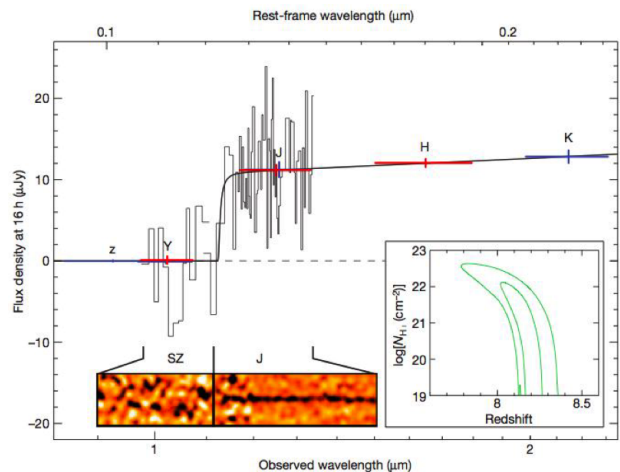 Rest-frame wavelength (μm)
0.1 0.2
Flux density at 16 h (μJy)
20
10
0
−10
−20
z Y J H K
SZ J
log[N_H I (cm⁻²)]
23
22
21
20
19
8 8.5
Redshift
1 2
Observed wavelength (μm)